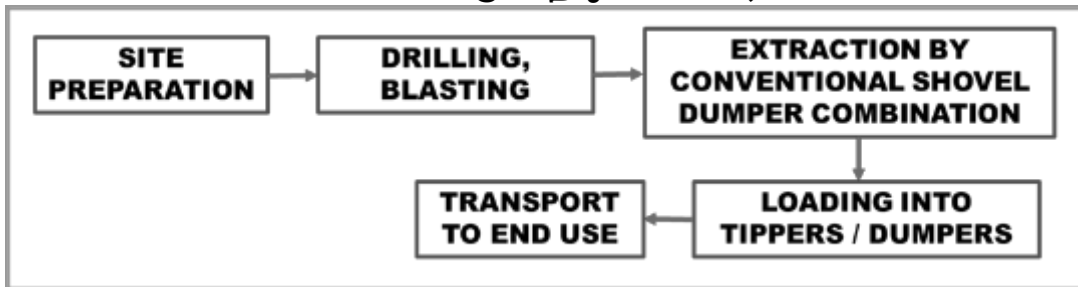 SITE
PREPARATION
DRILLING,
BLASTING
EXTRACTION BY
CONVENTIONAL SHOVEL
DUMPER COMBINATION
LOADING INTO
TIPPERS / DUMPERS
TRANSPORT
TO END USE